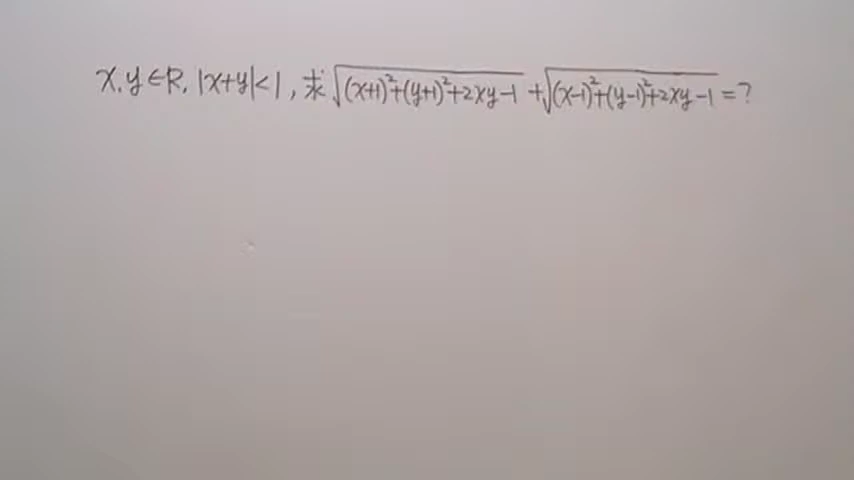 x,y∈R, |x+y|<1, 求√((x+1)²+(y+1)²+2xy-1) + √((x-1)²+(y-1)²+2xy-1) = ?